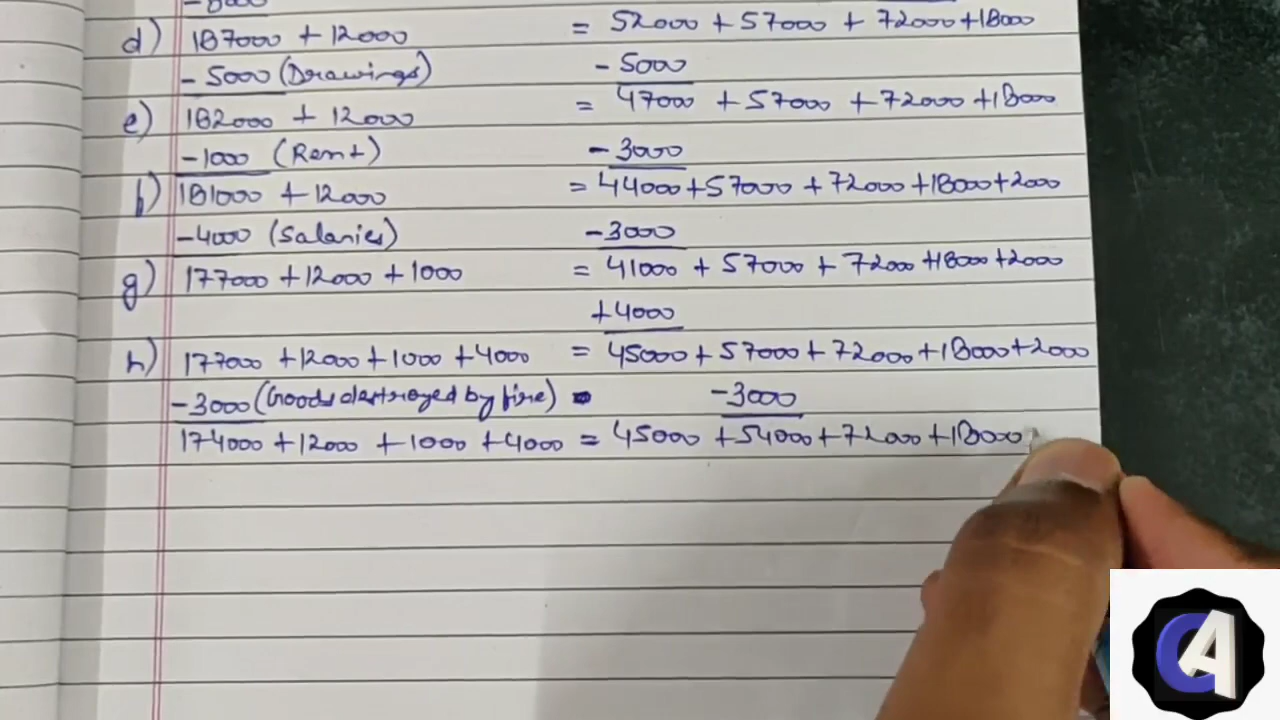 -8000
d) 187000 + 12000 = 52000 + 57000 + 72000 + 18000
-5000 (Drawings) -5000
e) 182000 + 12000 = 47000 + 57000 + 72000 + 18000
-1000 (Rent) -3000
f) 181000 + 12000 = 44000 + 57000 + 72000 + 18000 + 2000
-4000 (Salaries) -3000
g) 177000 + 12000 + 1000 = 41000 + 57000 + 72000 + 18000 + 2000
+4000
h) 177000 + 12000 + 1000 + 4000 = 45000 + 57000 + 72000 + 18000 + 2000
-3000 (Goods destroyed by fire) -3000
174000 + 12000 + 1000 + 4000 = 45000 + 54000 + 72000 + 18000
CA